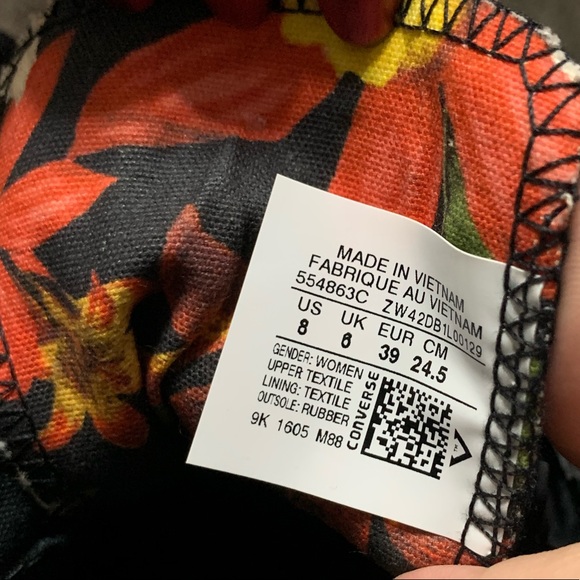 MADE IN VIETNAM
FABRIQUE AU VIETNAM
554863C ZW42DB1L00129
US UK EUR CM
8 6 39 24.5
GENDER: WOMEN
UPPER TEXTILE
LINING: TEXTILE
OUTSOLE: RUBBER
9K 1605 M88
CONVERSE
TM